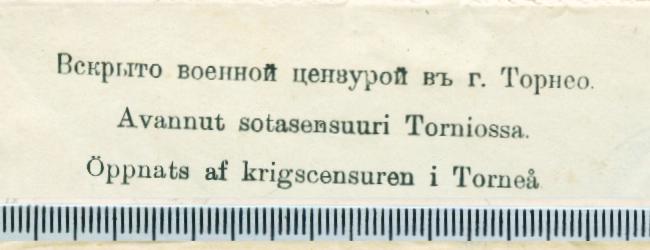 Вскрыто военной цензурой въ г. Торнео.
Avannut sotasensuuri Torniossa.
Öppnats af krigscensuren i Torneå